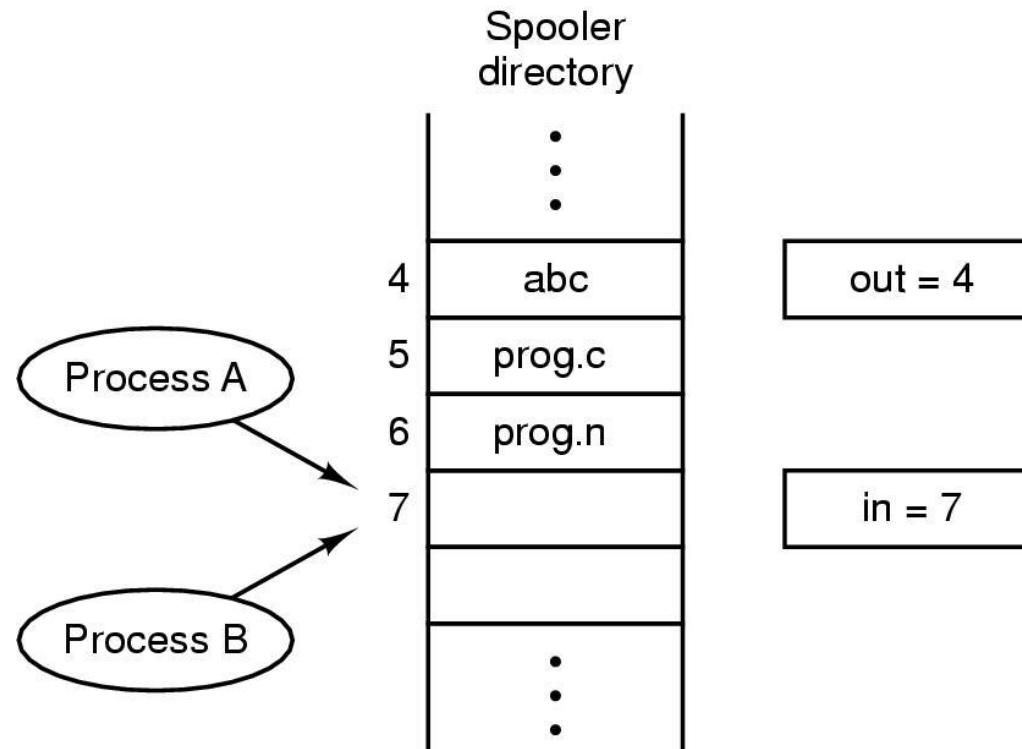 Spooler
directory
4
abc
out = 4
Process A
5
prog.c
6
prog.n
7
in = 7
Process B